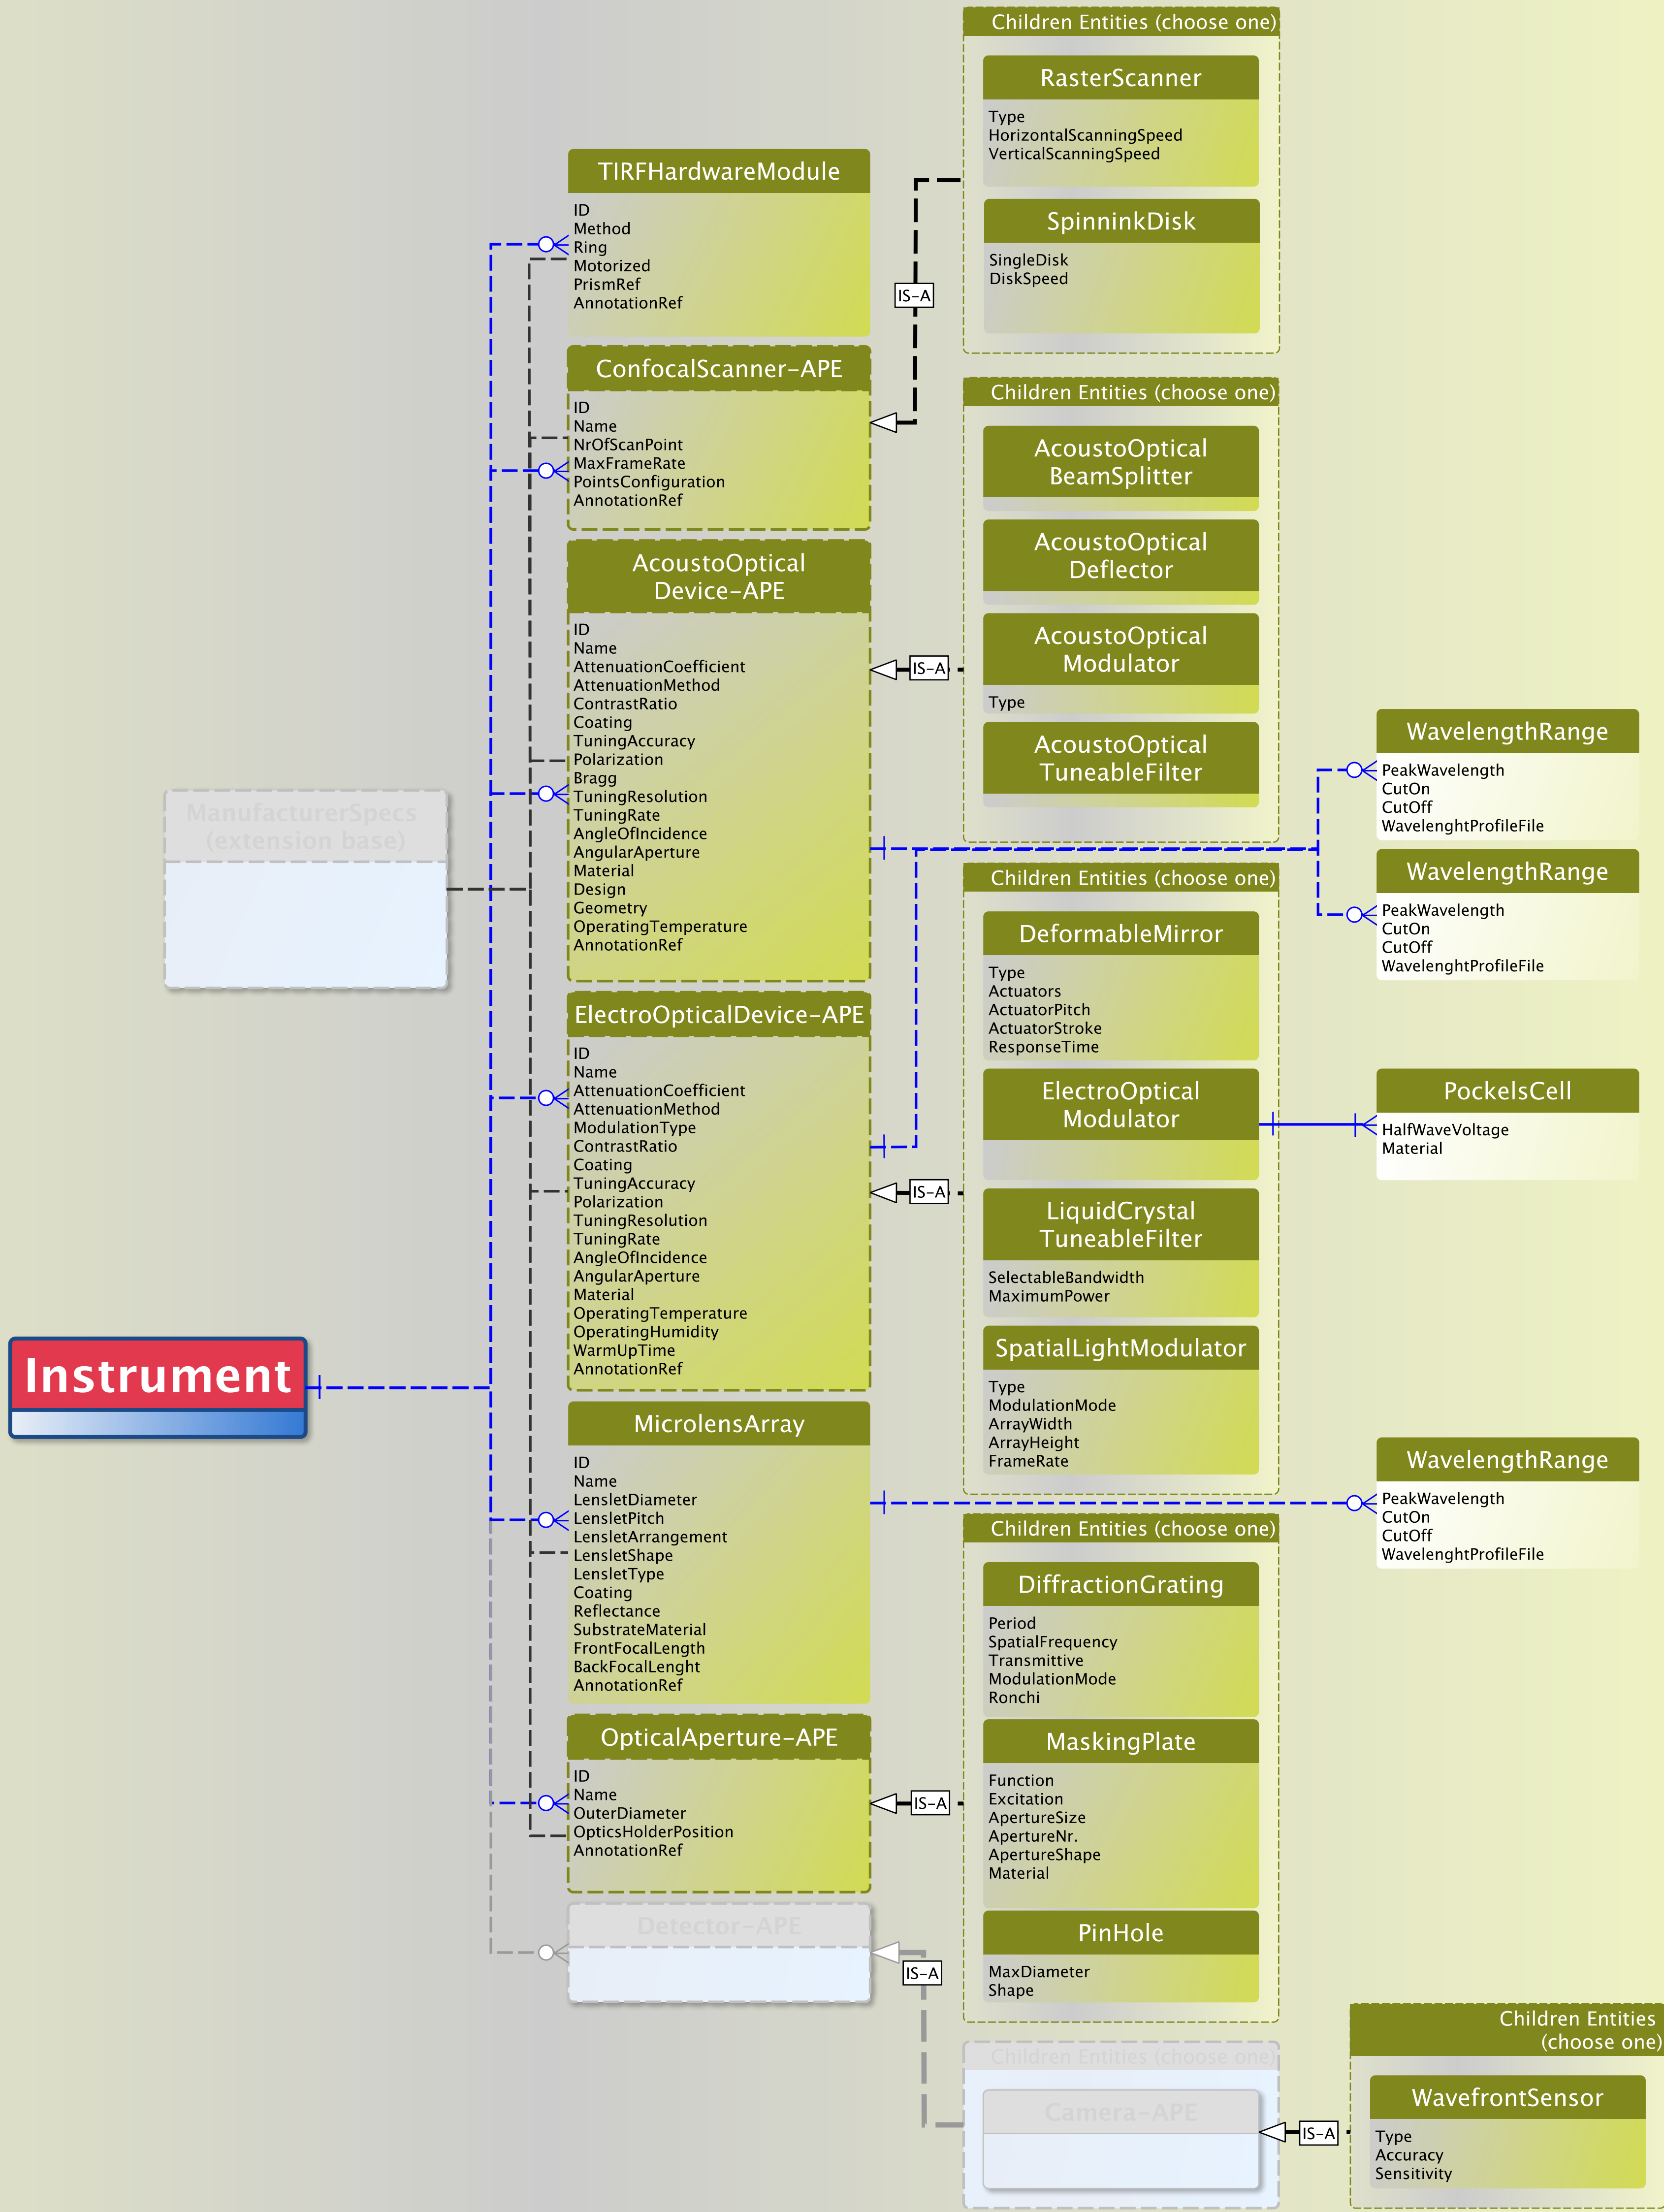 Children Entities (choose one)
RasterScanner
Type
HorizontalScanningSpeed
VerticalScanningSpeed
SpinninkDisk
SingleDisk
DiskSpeed
TIRFHardwareModule
ID
Method
Ring
Motorized
PrismRef
AnnotationRef
IS-A
ConfocalScanner-APE
ID
Name
NrOfScanPoint
MaxFrameRate
PointsConfiguration
AnnotationRef
Children Entities (choose one)
AcoustoOptical
BeamSplitter
AcoustoOptical
Deflector
AcoustoOptical
Modulator
Type
AcoustoOptical
TuneableFilter
AcoustoOptical
Device-APE
ID
Name
AttenuationCoefficient
AttenuationMethod
ContrastRatio
Coating
TuningAccuracy
Polarization
Bragg
TuningResolution
TuningRate
AngleOfIncidence
AngularAperture
Material
Design
Geometry
OperatingTemperature
AnnotationRef
IS-A
WavelengthRange
PeakWavelength
CutOn
CutOff
WavelenghtProfileFile
WavelengthRange
PeakWavelength
CutOn
CutOff
WavelenghtProfileFile
ManufacturerSpecs
(extension base)
Children Entities (choose one)
DeformableMirror
Type
Actuators
ActuatorPitch
ActuatorStroke
ResponseTime
ElectroOptical
Modulator
PockelsCell
HalfWaveVoltage
Material
LiquidCrystal
TuneableFilter
SelectableBandwidth
MaximumPower
SpatialLightModulator
Type
ModulationMode
ArrayWidth
ArrayHeight
FrameRate
ElectroOpticalDevice-APE
ID
Name
AttenuationCoefficient
AttenuationMethod
ModulationType
ContrastRatio
Coating
TuningAccuracy
Polarization
TuningResolution
TuningRate
AngleOfIncidence
AngularAperture
Material
OperatingTemperature
OperatingHumidity
WarmUpTime
AnnotationRef
IS-A
Instrument
MicrolensArray
ID
Name
LensletDiameter
LensletPitch
LensletArrangement
LensletShape
LensletType
Coating
Reflectance
SubstrateMaterial
FrontFocalLength
BackFocalLenght
AnnotationRef
WavelengthRange
PeakWavelength
CutOn
CutOff
WavelenghtProfileFile
Children Entities (choose one)
DiffractionGrating
Period
SpatialFrequency
Transmittive
ModulationMode
Ronchi
MaskingPlate
Function
Excitation
ApertureSize
ApertureNr.
ApertureShape
Material
PinHole
MaxDiameter
Shape
OpticalAperture-APE
ID
Name
OuterDiameter
OpticsHolderPosition
AnnotationRef
IS-A
Detector-APE
IS-A
Children Entities (choose one)
Camera-APE
IS-A
Children Entities
(choose one)
WavefrontSensor
Type
Accuracy
Sensitivity